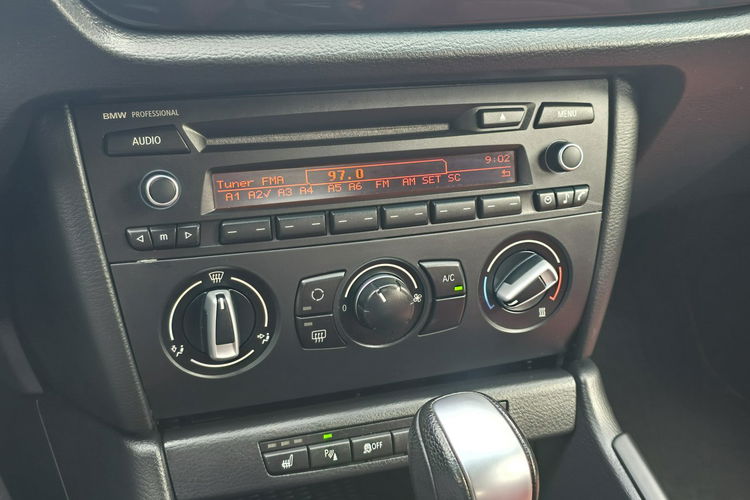 BMW PROFESSIONAL
MENU
AUDIO
Tuner FMA 97.0 9:02
A1 A2√ A3 A4 A5 A6 FM AM SET SC
m
A/C
0
P
OFF